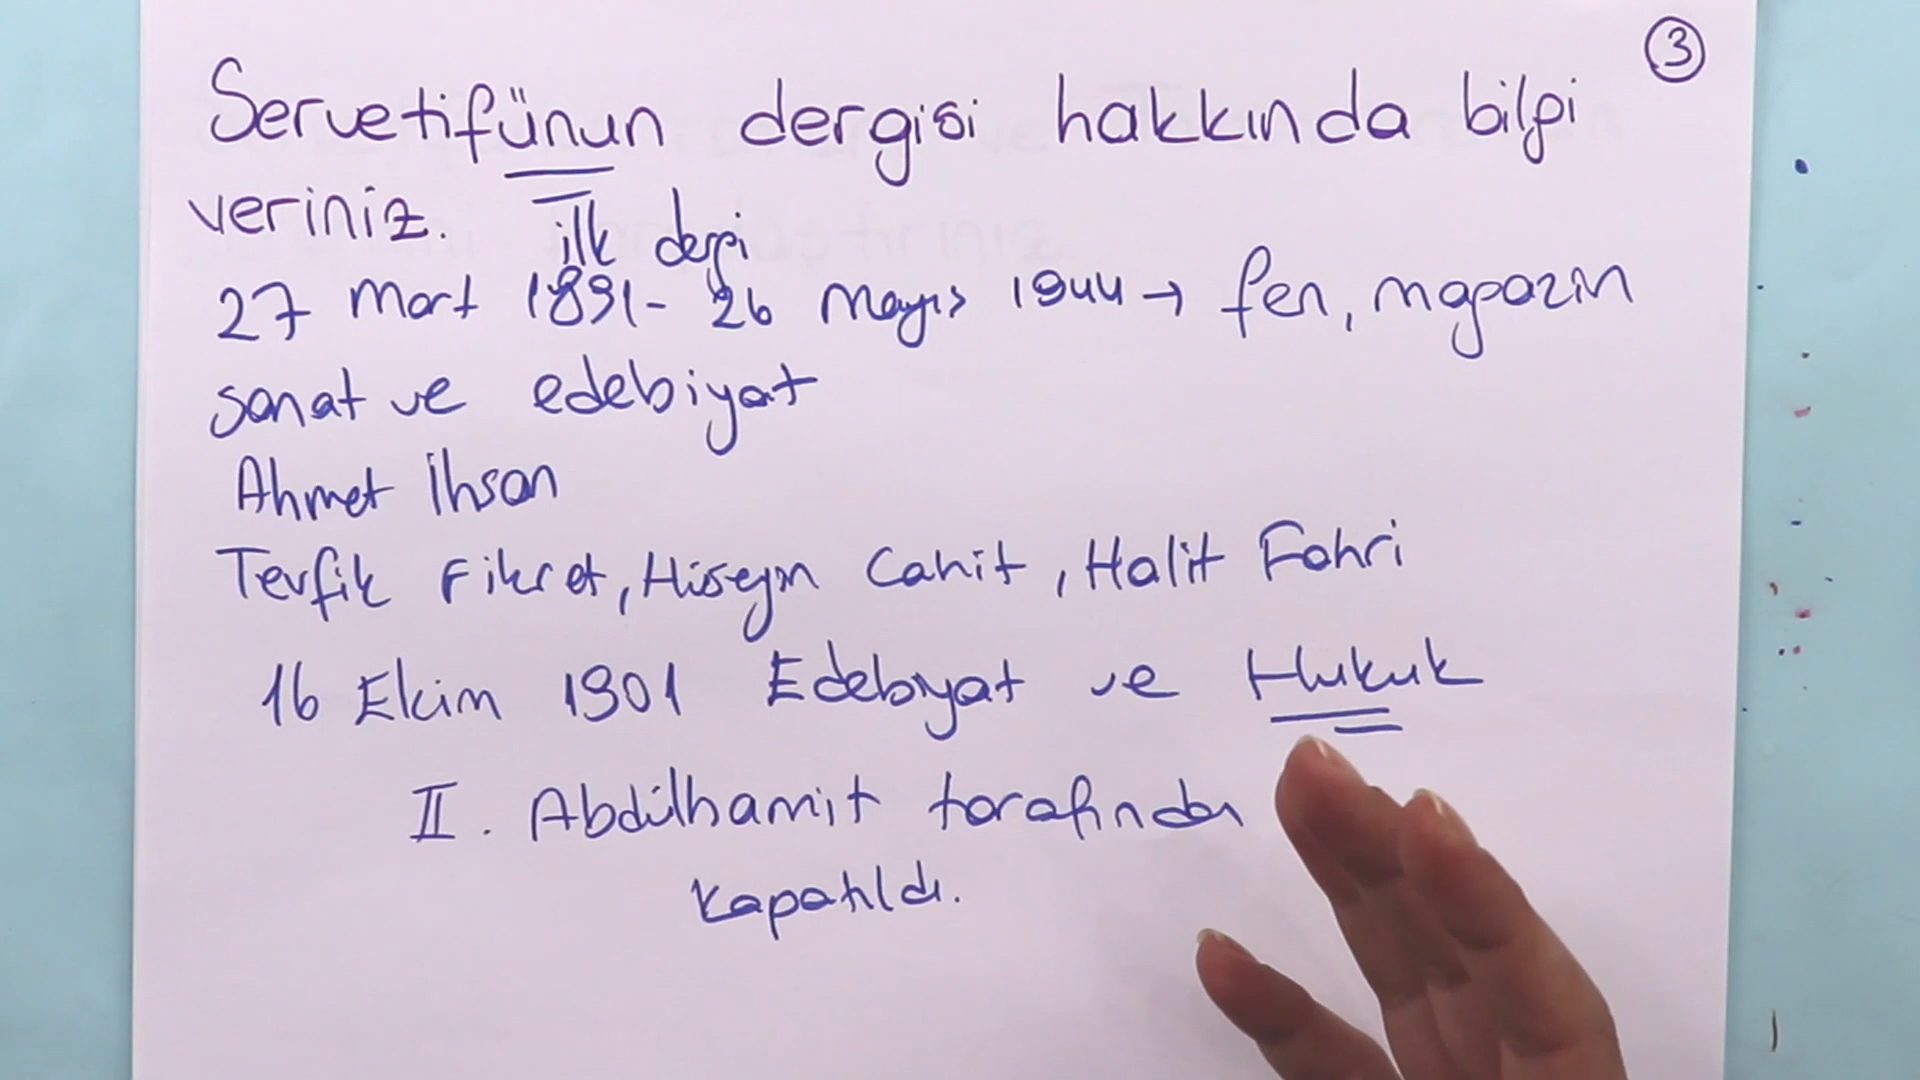 3
Servetifünun dergisi hakkında bilgi
veriniz. ilk dergi
27 Mart 1891 - 26 Mayıs 1944 → fen, magazin
sanat ve edebiyat
Ahmet İhsan
Tevfik Fikret, Hüseyin Cahit, Halit Fahri
16 Ekim 1901 Edebiyat ve Hukuk
II. Abdülhamit tarafından
kapatıldı.